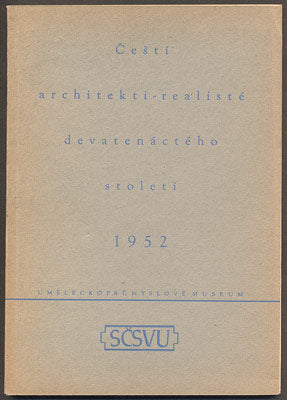 Čeští
architekti-realisté
devatenáctého
století
1952
UMĚLECKOPRŮMYSLOVÉ MUSEUM
SČSVU